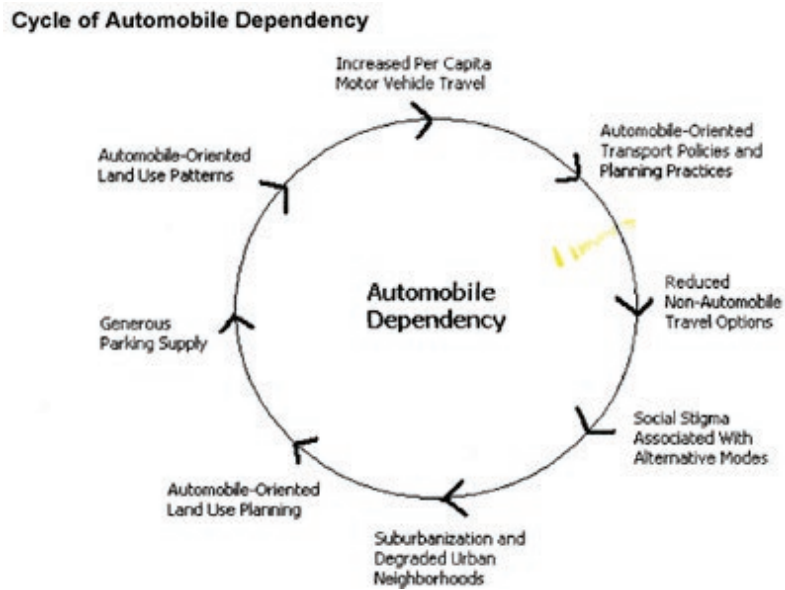 Cycle of Automobile Dependency
Increased Per Capita
Motor Vehicle Travel
Automobile-Oriented
Transport Policies and
Planning Practices
Reduced
Non-Automobile
Travel Options
Social Stigma
Associated With
Alternative Modes
Suburbanization and
Degraded Urban
Neighborhoods
Automobile-Oriented
Land Use Planning
Generous
Parking Supply
Automobile-Oriented
Land Use Patterns
Automobile
Dependency